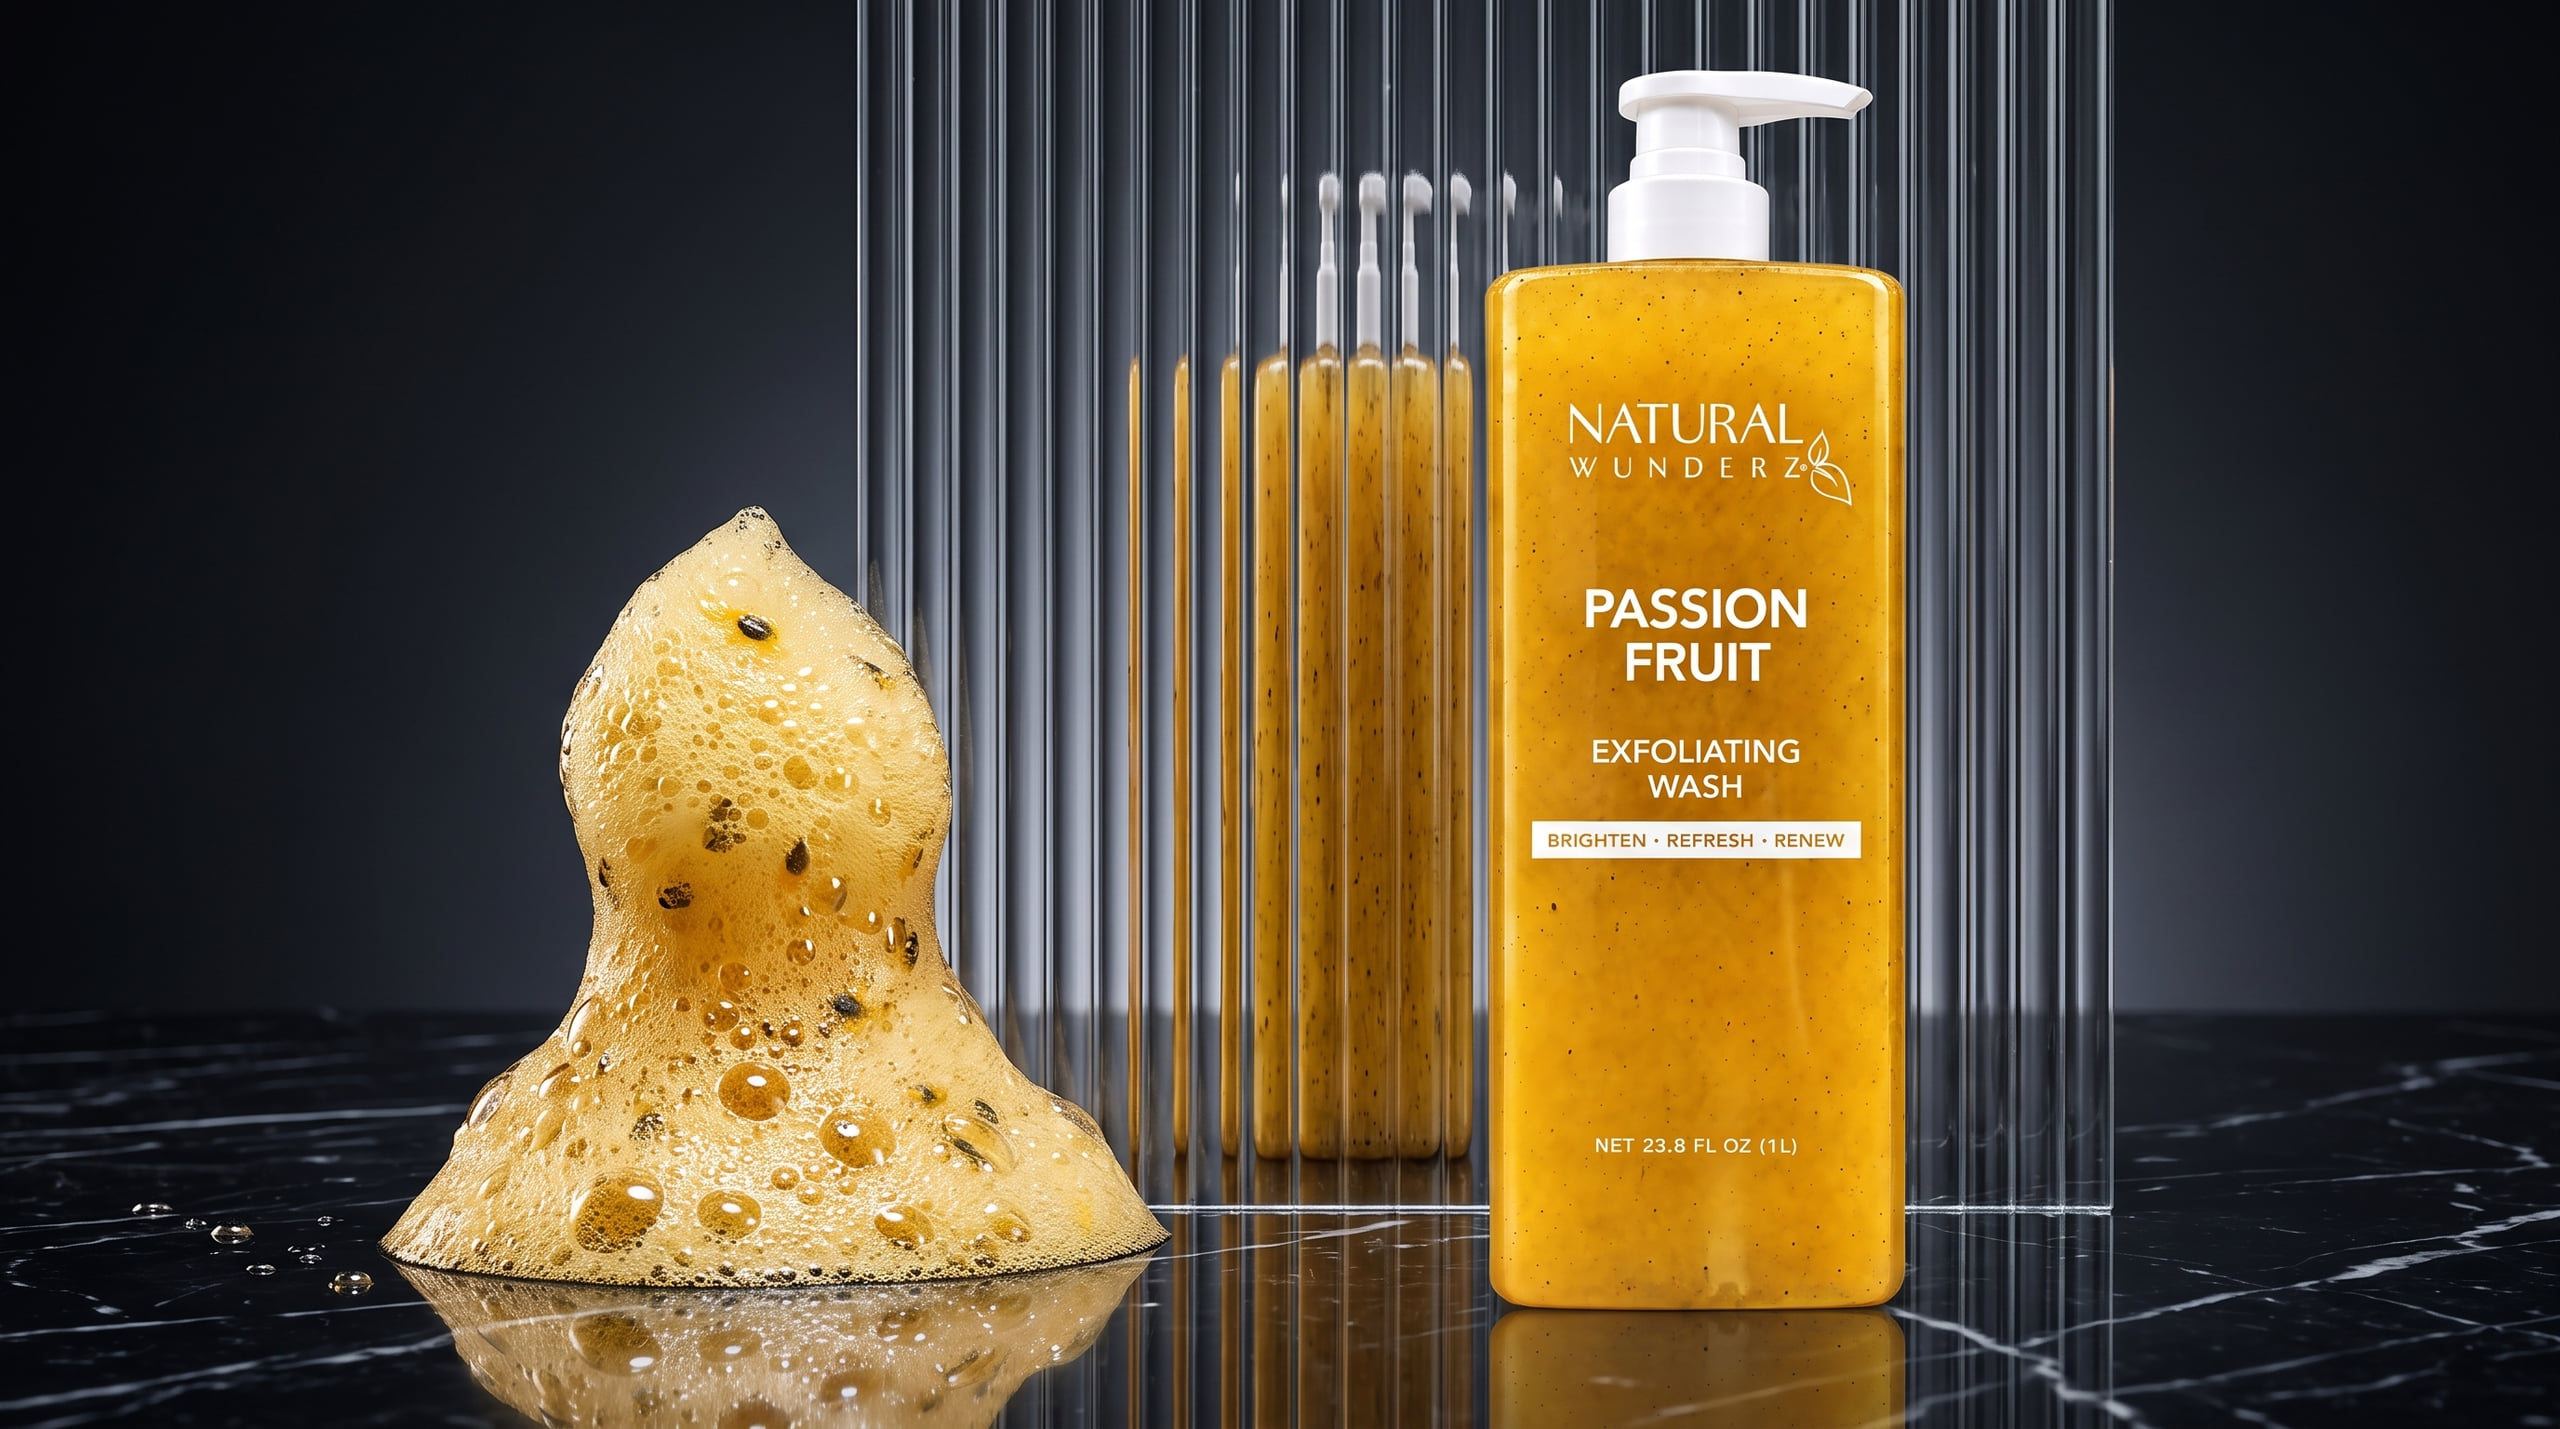 NATURAL
WUNDERZ®
PASSION
FRUIT
EXFOLIATING
WASH
BRIGHTEN · REFRESH · RENEW
NET 23.8 FL OZ (1L)